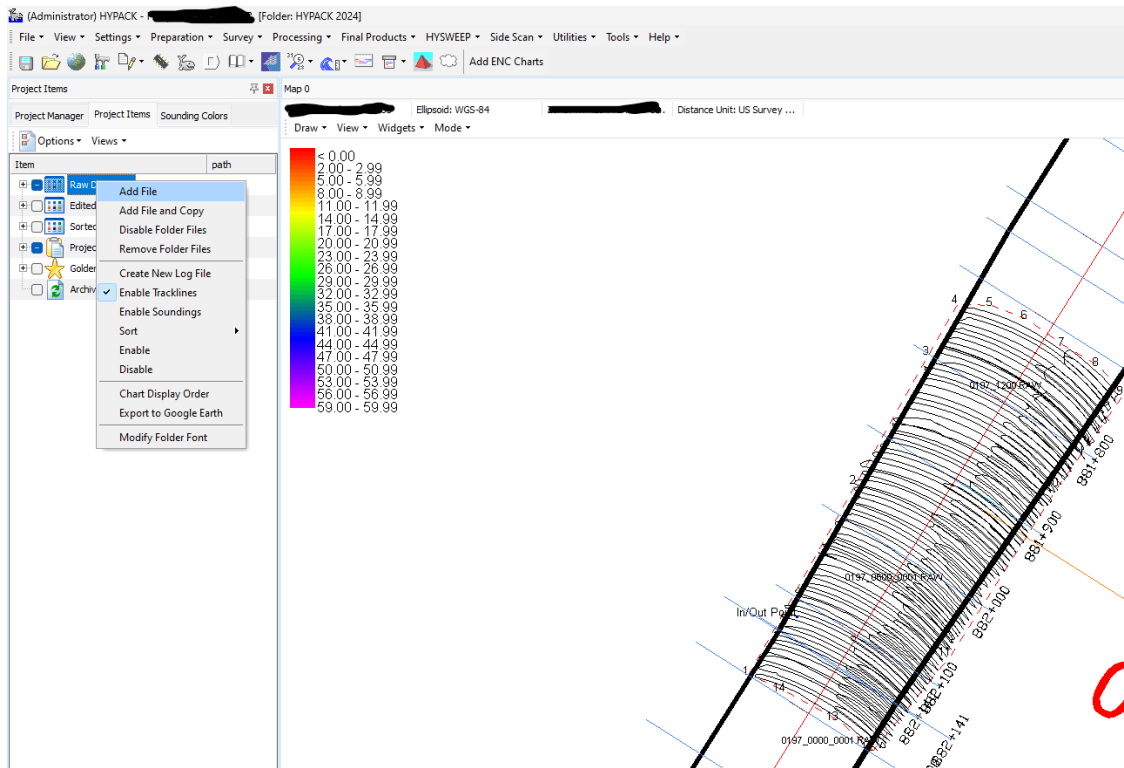 (Administrator) HYPACK - [Folder: HYPACK 2024]
File View Settings Preparation Survey Processing Final Products HYSWEEP Side Scan Utilities Tools Help
Add ENC Charts
Project Items
Map 0
Project Manager Project Items Sounding Colors
Ellipsoid: WGS-84
Distance Unit: US Survey ...
Options Views
Draw View Widgets Mode
Item path
Raw D
Edited
Sorted
Projec
Golden
Archiv
Add File
Add File and Copy
Disable Folder Files
Remove Folder Files
Create New Log File
Enable Tracklines
Enable Soundings
Sort
Enable
Disable
Chart Display Order
Export to Google Earth
Modify Folder Font
< 0.00
2.00 - 2.99
5.00 - 5.99
8.00 - 8.99
11.00 - 11.99
14.00 - 14.99
17.00 - 17.99
20.00 - 20.99
23.00 - 23.99
26.00 - 26.99
29.00 - 29.99
32.00 - 32.99
35.00 - 35.99
38.00 - 38.99
41.00 - 41.99
44.00 - 44.99
47.00 - 47.99
50.00 - 50.99
53.00 - 53.99
56.00 - 56.99
59.00 - 59.99
4
5
6
7
8
9
3
0197_1200.RAW
881+800
2
881+900
0197_0600_0001.RAW
882+000
In/Out Point
1
14
882+100
13
882+141
0197_0000_0001.RAW